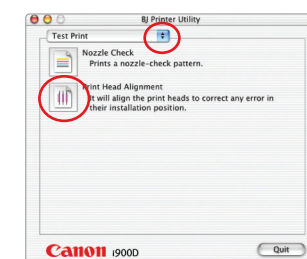 BJ Printer Utility
Test Print
Nozzle Check
Prints a nozzle-check pattern.
Print Head Alignment
It will align the print heads to correct any error in
their installation position.
Canon i900D
Quit